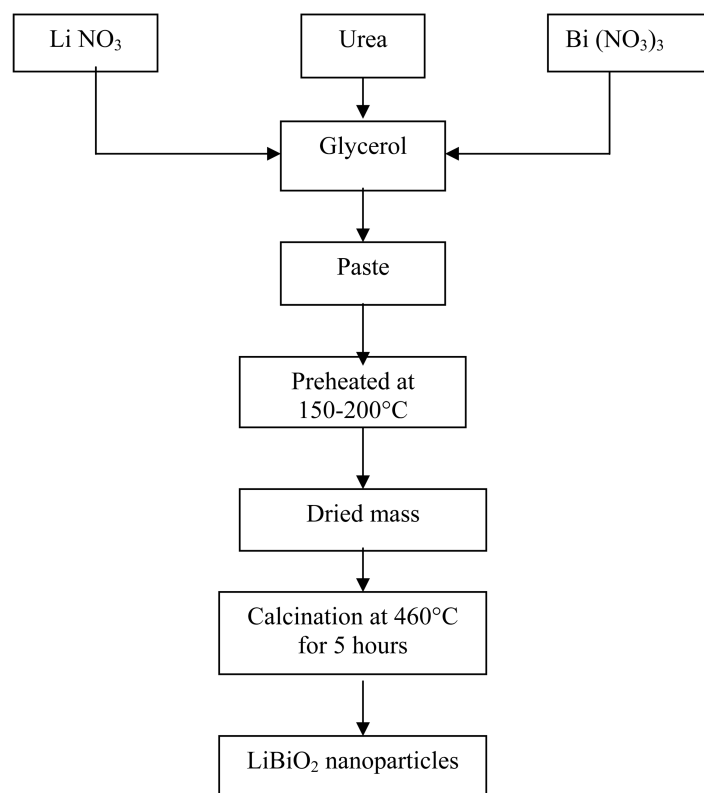 Li NO₃
Urea
Bi (NO₃)₃
Glycerol
Paste
Preheated at
150-200°C
Dried mass
Calcination at 460°C
for 5 hours
LiBiO₂ nanoparticles